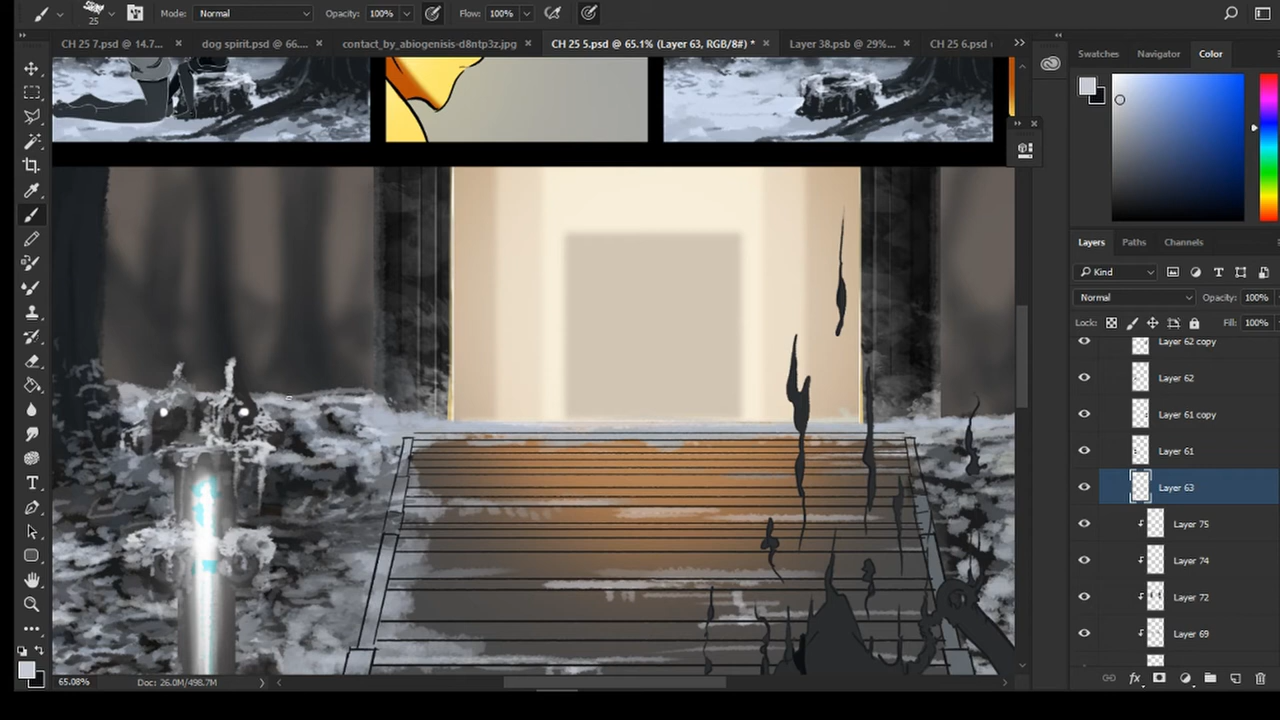 25 Mode: Normal Opacity: 100% Flow: 100%
CH 25 7.psd @ 14.7... × dog spirit.psd @ 66.... × contact_by_abiogenisis-d8ntp3z.jpg × CH 25 5.psd @ 65.1% (Layer 63, RGB/8#) * × Layer 38.psb @ 29%... × CH 25 6.psd
Swatches Navigator Color
Layers Paths Channels
Kind
Normal Opacity: 100%
Lock: Fill: 100%
Layer 62 copy
Layer 62
Layer 61 copy
Layer 61
Layer 63
Layer 75
Layer 74
Layer 72
Layer 69
65.08% Doc: 26.0M/498.7M